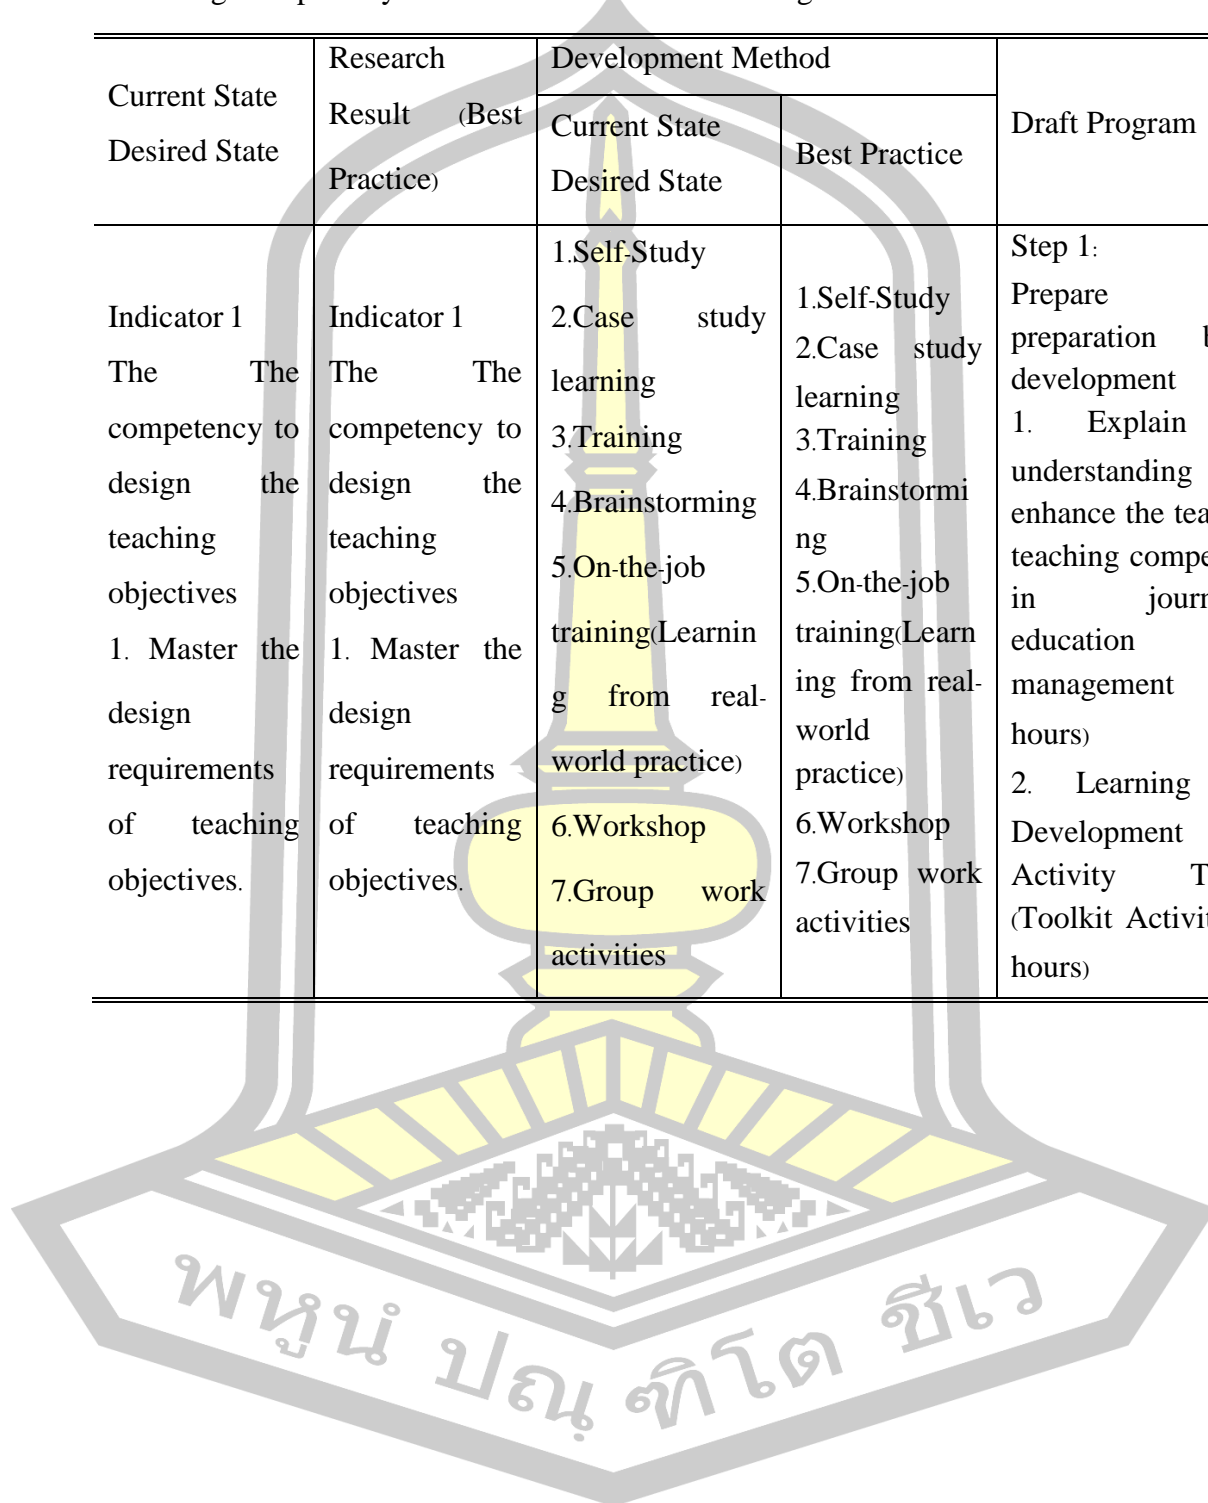 Current State
Desired State
Research
Result (Best
Practice)
Development Method
Current State
Desired State
Best Practice
Draft Program
Indicator 1
The The
competency to
design the
teaching
objectives
1. Master the
design
requirements
of teaching
objectives.
Indicator 1
The The
competency to
design the
teaching
objectives
1. Master the
design
requirements
of teaching
objectives.
1.Self-Study
2.Case study
learning
3.Training
4.Brainstorming
5.On-the-job
training(Learnin
g from real-
world practice)
6.Workshop
7.Group work
activities
1.Self-Study
2.Case study
learning
3.Training
4.Brainstormi
ng
5.On-the-job
training(Learn
ing from real-
world
practice)
6.Workshop
7.Group work
activities
Step 1:
Prepare
preparation
development
1. Explain
understanding
enhance the
teaching
in
education
management
hours)
2. Learning
Development
Activity
(Toolkit
hours)
พหูนํ ปณฺฑิโต ชีเว